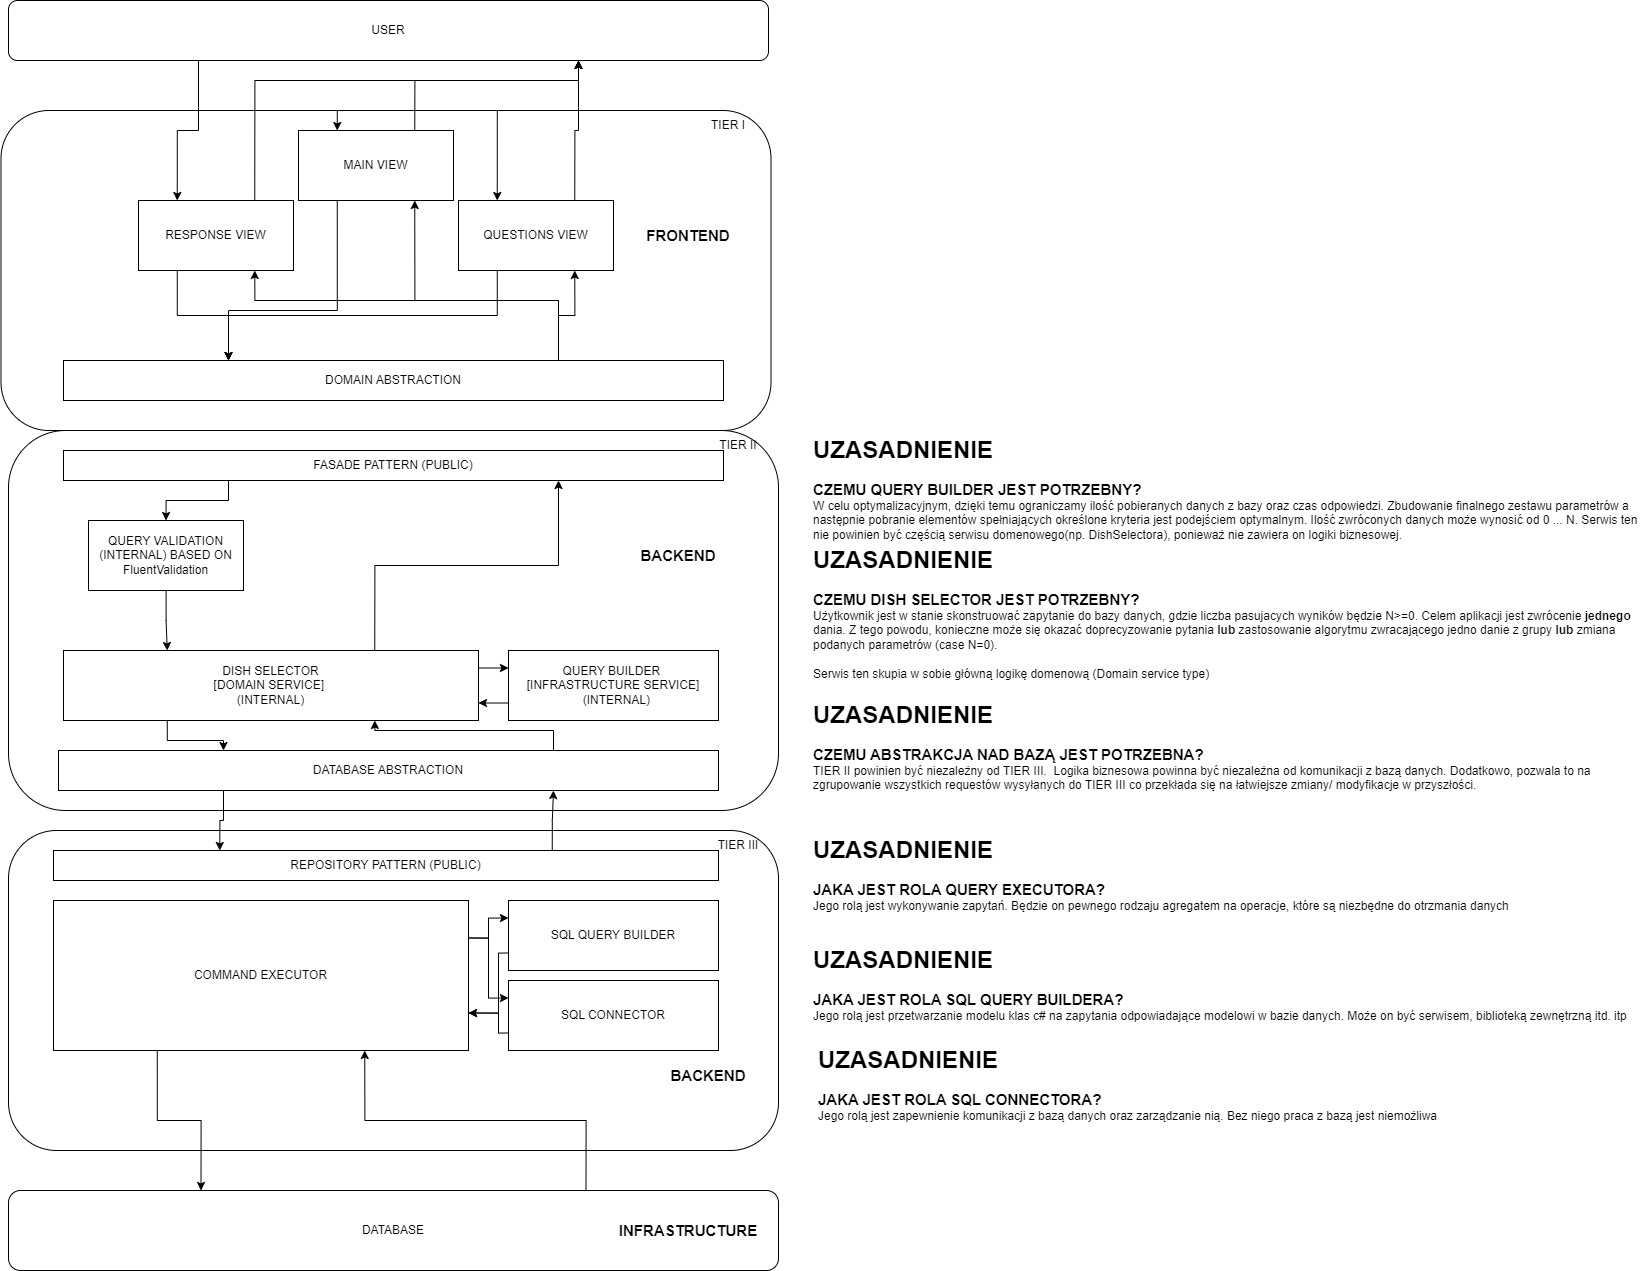 USER
TIER I
MAIN VIEW
RESPONSE VIEW
QUESTIONS VIEW
FRONTEND
DOMAIN ABSTRACTION
TIER II
FASADE PATTERN (PUBLIC)
QUERY VALIDATION
(INTERNAL) BASED ON
FluentValidation
BACKEND
DISH SELECTOR
[DOMAIN SERVICE]
(INTERNAL)
QUERY BUILDER
[INFRASTRUCTURE SERVICE]
(INTERNAL)
DATABASE ABSTRACTION
TIER III
REPOSITORY PATTERN (PUBLIC)
COMMAND EXECUTOR
SQL QUERY BUILDER
SQL CONNECTOR
BACKEND
DATABASE
INFRASTRUCTURE
UZASADNIENIE
CZEMU QUERY BUILDER JEST POTRZEBNY?
W celu optymalizacyjnym, dzięki temu ograniczamy ilość pobieranych danych z bazy oraz czas odpowiedzi. Zbudowanie finalnego zestawu parametrów a
następnie pobranie elementów spełniających określone kryteria jest podejściem optymalnym. Ilość zwróconych danych może wynosić od 0 ... N. Serwis ten
nie powinien być częścią serwisu domenowego(np. DishSelectora), ponieważ nie zawiera on logiki biznesowej.
UZASADNIENIE
CZEMU DISH SELECTOR JEST POTRZEBNY?
Użytkownik jest w stanie skonstruować zapytanie do bazy danych, gdzie liczba pasujacych wyników będzie N>=0. Celem aplikacji jest zwrócenie jednego
dania. Z tego powodu, konieczne może się okazać doprecyzowanie pytania lub zastosowanie algorytmu zwracającego jedno danie z grupy lub zmiana
podanych parametrów (case N=0).
Serwis ten skupia w sobie główną logikę domenową (Domain service type)
UZASADNIENIE
CZEMU ABSTRAKCJA NAD BAZĄ JEST POTRZEBNA?
TIER II powinien być niezależny od TIER III. Logika biznesowa powinna być niezależna od komunikacji z bazą danych. Dodatkowo, pozwala to na
zgrupowanie wszystkich requestów wysyłanych do TIER III co przekłada się na łatwiejsze zmiany/ modyfikacje w przyszłości.
UZASADNIENIE
JAKA JEST ROLA QUERY EXECUTORA?
Jego rolą jest wykonywanie zapytań. Będzie on pewnego rodzaju agregatem na operacje, które są niezbędne do otrzmania danych
UZASADNIENIE
JAKA JEST ROLA SQL QUERY BUILDERA?
Jego rolą jest przetwarzanie modelu klas c# na zapytania odpowiadające modelowi w bazie danych. Może on być serwisem, biblioteką zewnętrzną itd. itp
UZASADNIENIE
JAKA JEST ROLA SQL CONNECTORA?
Jego rolą jest zapewnienie komunikacji z bazą danych oraz zarządzanie nią. Bez niego praca z bazą jest niemożliwa